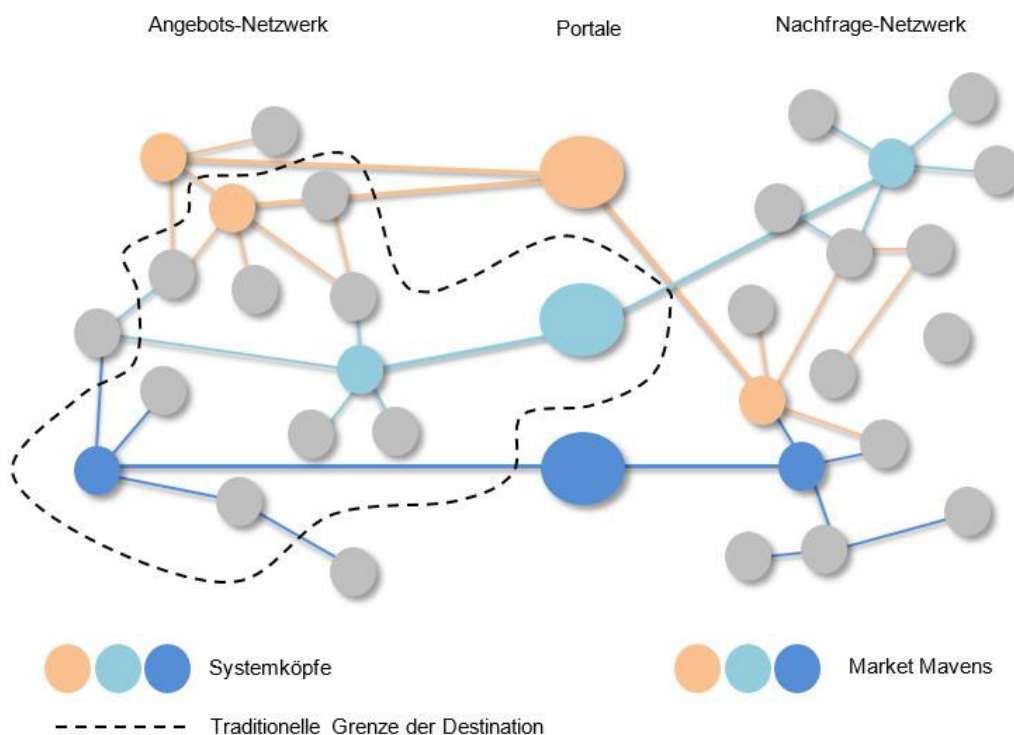 Angebots-Netzwerk
Portale
Nachfrage-Netzwerk
Systemköpfe
Market Mavens
Traditionelle Grenze der Destination